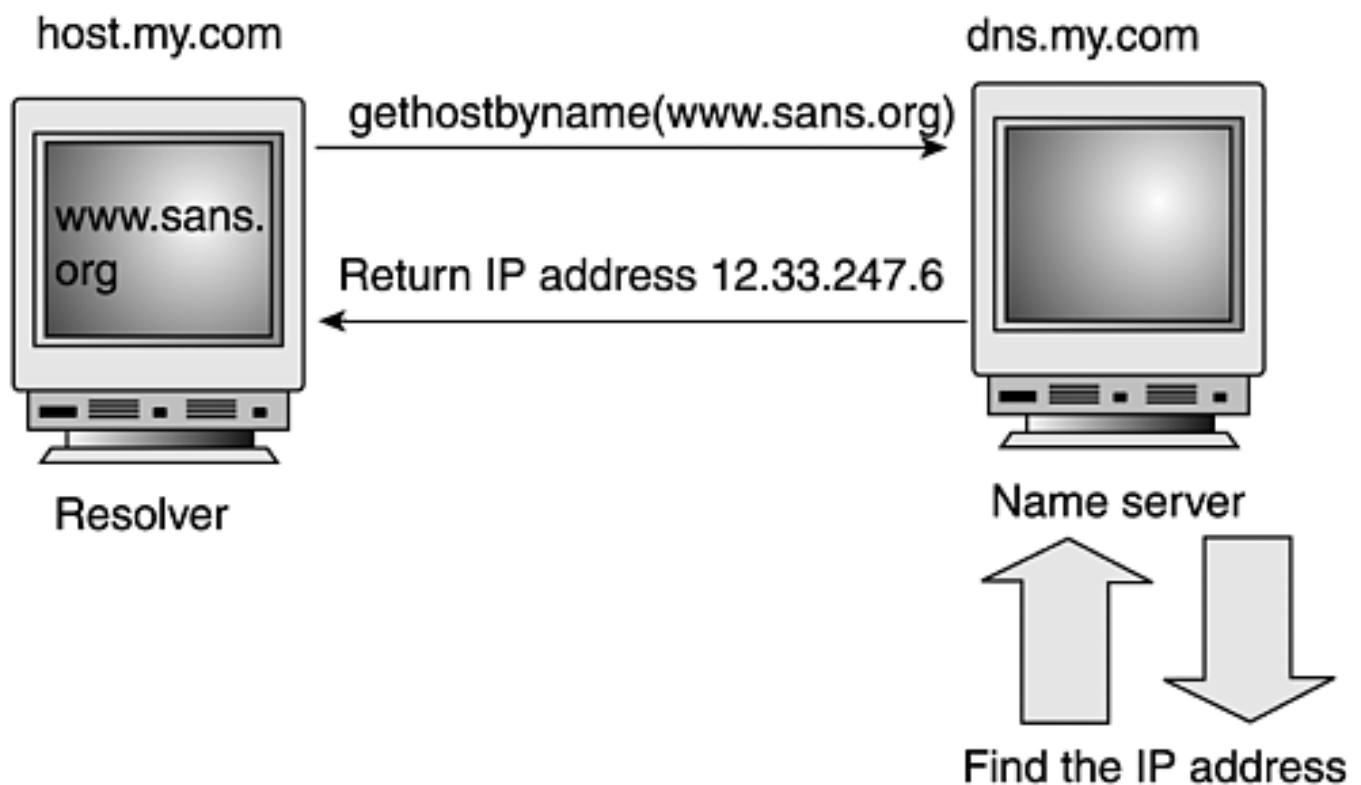 host.my.com
dns.my.com
gethostbyname(www.sans.org)
www.sans.
org
Return IP address 12.33.247.6
Resolver
Name server
Find the IP address